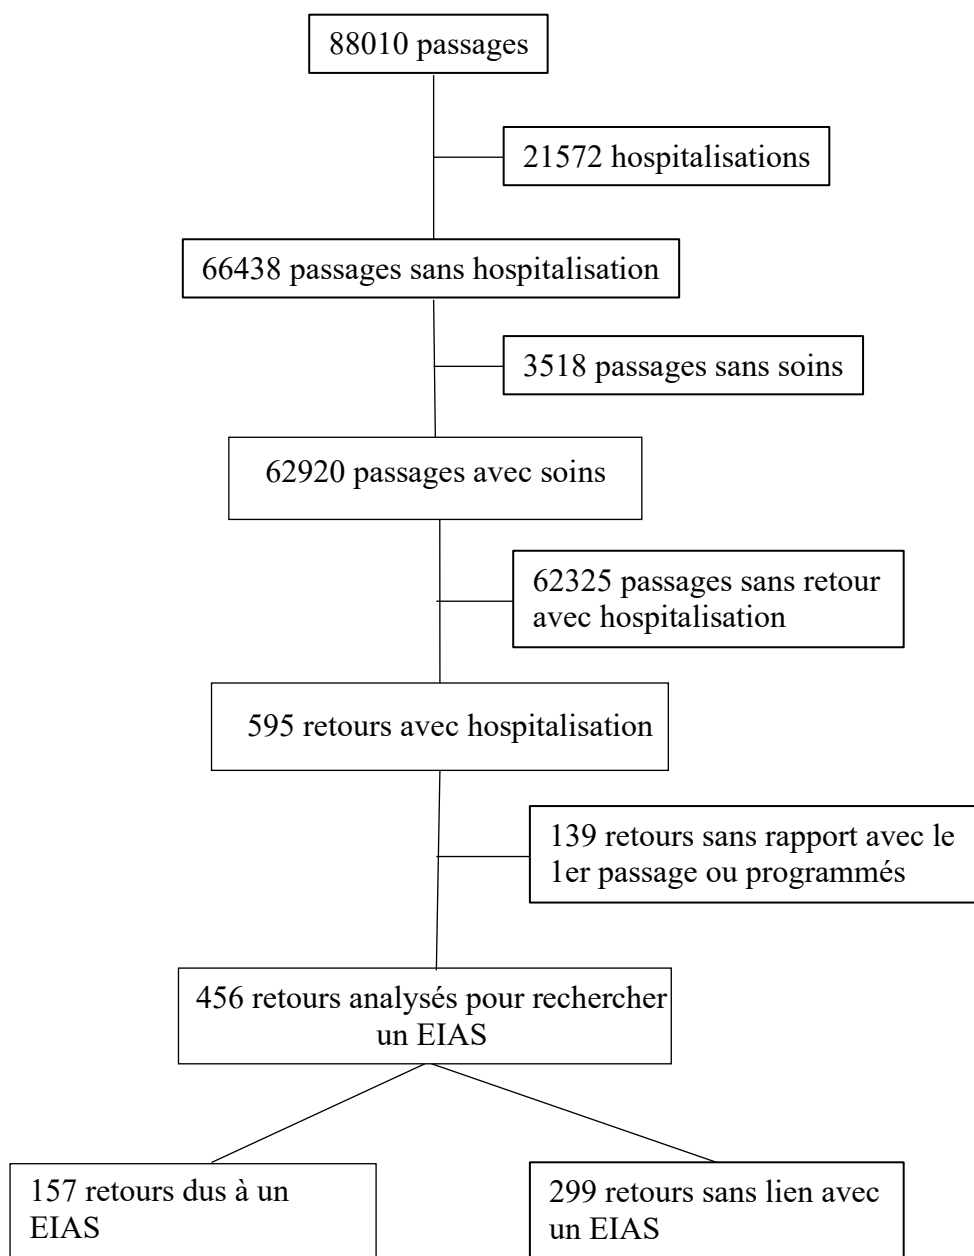 88010 passages
21572 hospitalisations
66438 passages sans hospitalisation
3518 passages sans soins
62920 passages avec soins
62325 passages sans retour
avec hospitalisation
595 retours avec hospitalisation
139 retours sans rapport avec le
1er passage ou programmés
456 retours analysés pour rechercher
un EIAS
157 retours dus à un
EIAS
299 retours sans lien avec
un EIAS